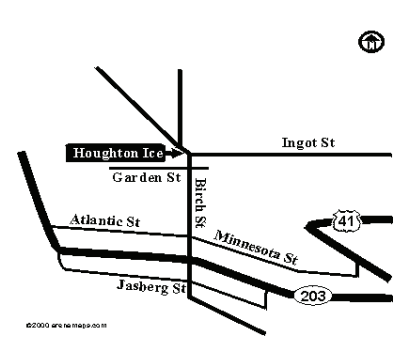 N
Ingot St
Houghton Ice
Garden St
Birch St
Atlantic St
41
Minnesota St
Jasberg St
203
©2000 arenamaps.com